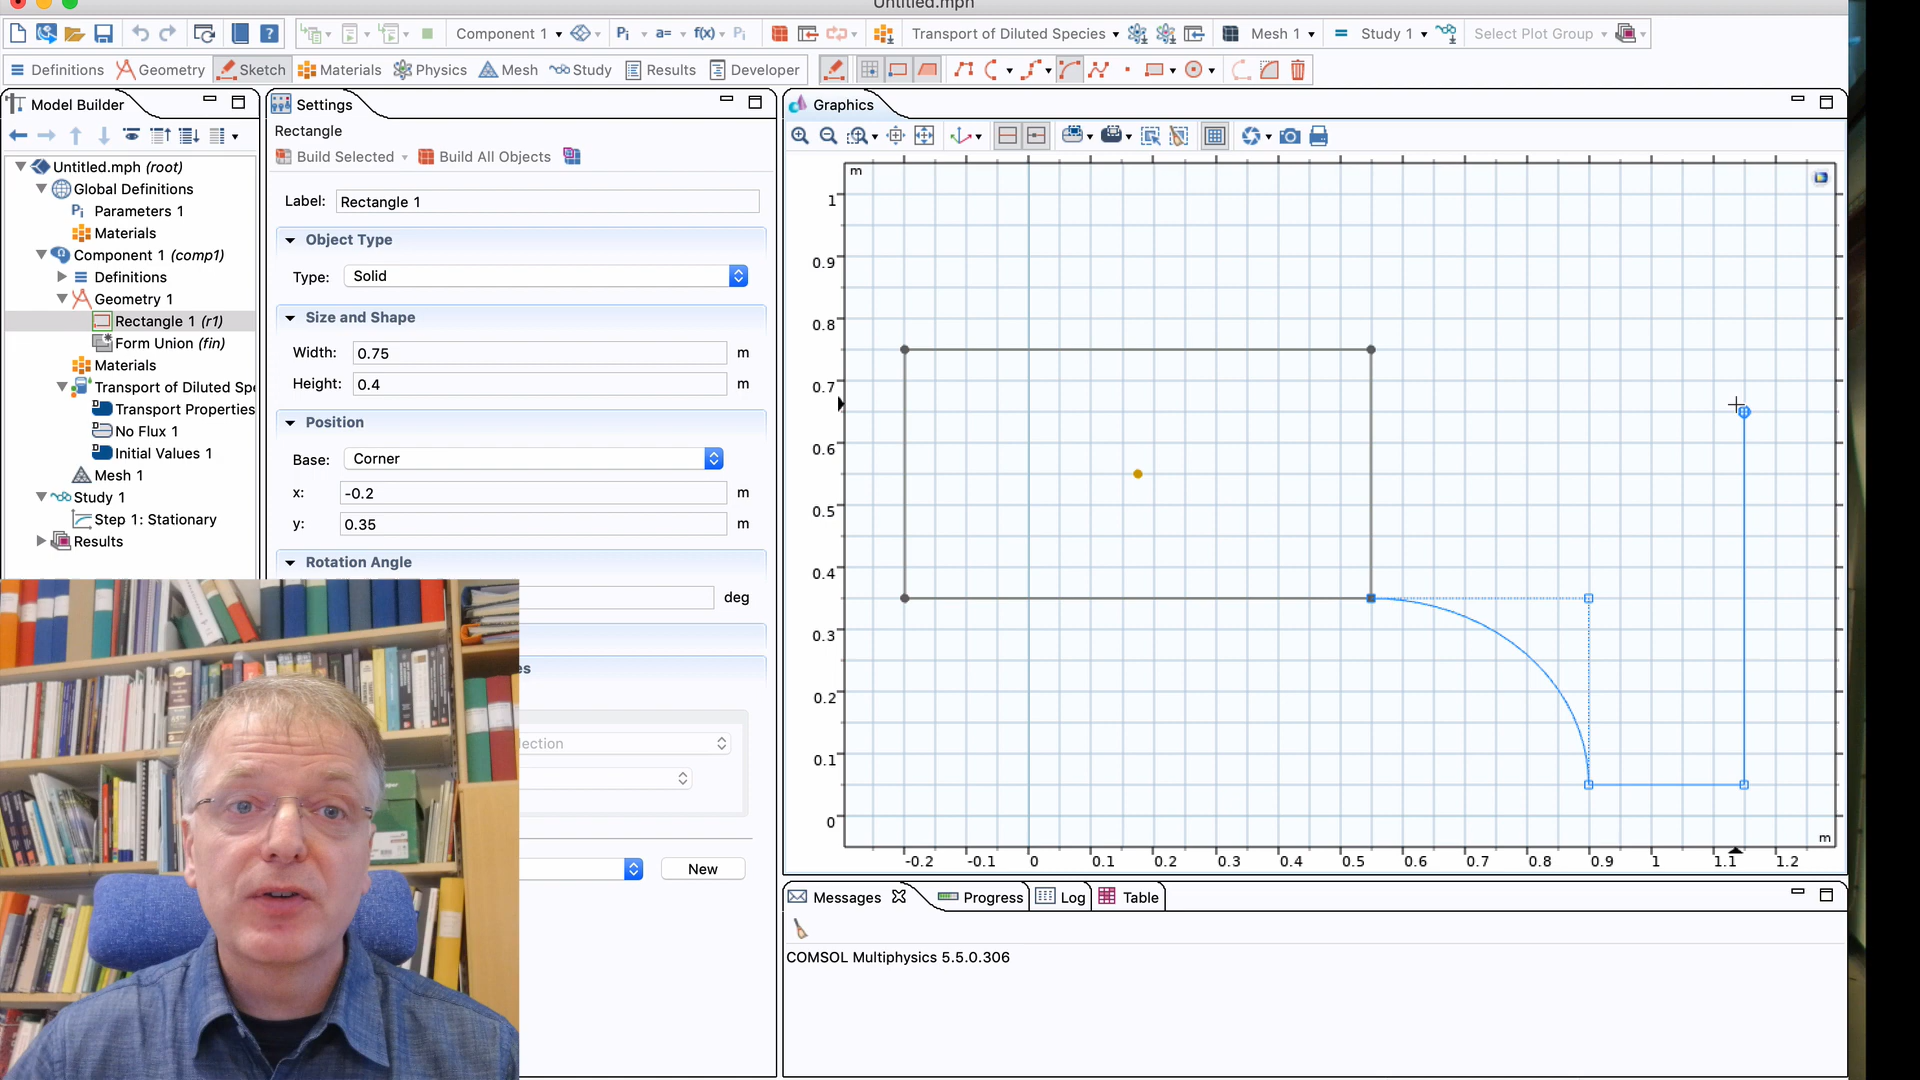 Untitled.mph
Component 1
Pi
a=
f(x)
Pi
Transport of Diluted Species
Mesh 1
Study 1
Select Plot Group
Definitions
Geometry
Sketch
Materials
Physics
Mesh
Study
Results
Developer
Model Builder
Untitled.mph (root)
Global Definitions
Pi Parameters 1
Materials
Component 1 (comp1)
Definitions
Geometry 1
Rectangle 1 (r1)
Form Union (fin)
Materials
Transport of Diluted Spe
Transport Properties
No Flux 1
Initial Values 1
Mesh 1
Study 1
Step 1: Stationary
Results
Settings
Rectangle
Build Selected
Build All Objects
Label: Rectangle 1
Object Type
Type: Solid
Size and Shape
Width: 0.75 m
Height: 0.4 m
Position
Base: Corner
x: -0.2 m
y: 0.35 m
Rotation Angle
deg
es
lection
New
Graphics
m
1
0.9
0.8
0.7
0.6
0.5
0.4
0.3
0.2
0.1
0
m
-0.2 -0.1 0 0.1 0.2 0.3 0.4 0.5 0.6 0.7 0.8 0.9 1 1.1 1.2
Messages
Progress
Log
Table
COMSOL Multiphysics 5.5.0.306